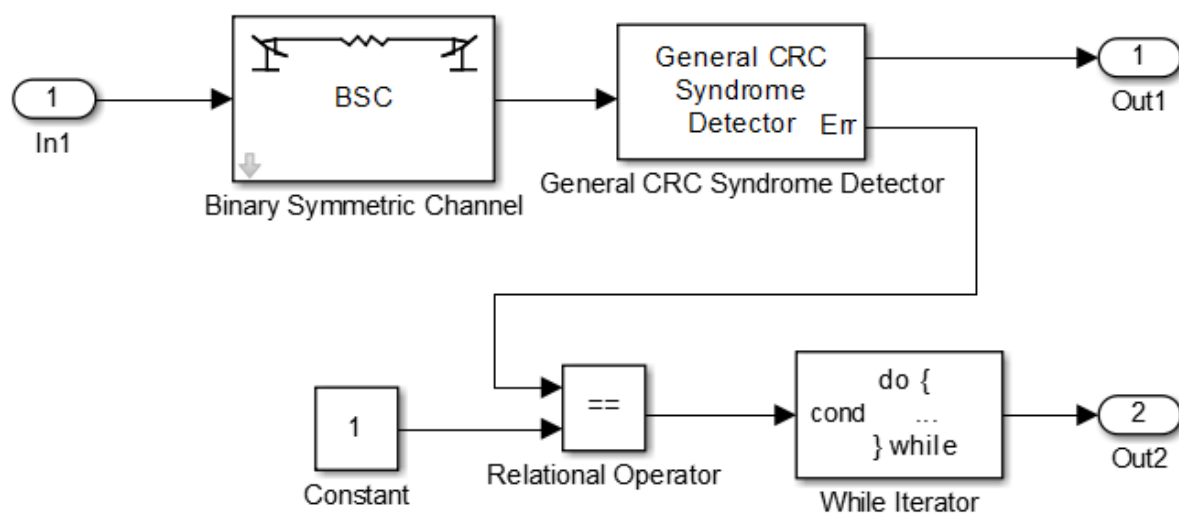 1
In1
BSC
Binary Symmetric Channel
General CRC
Syndrome
Detector
Err
General CRC Syndrome Detector
1
Out1
1
Constant
==
Relational Operator
do {
cond ...
} while
While Iterator
2
Out2